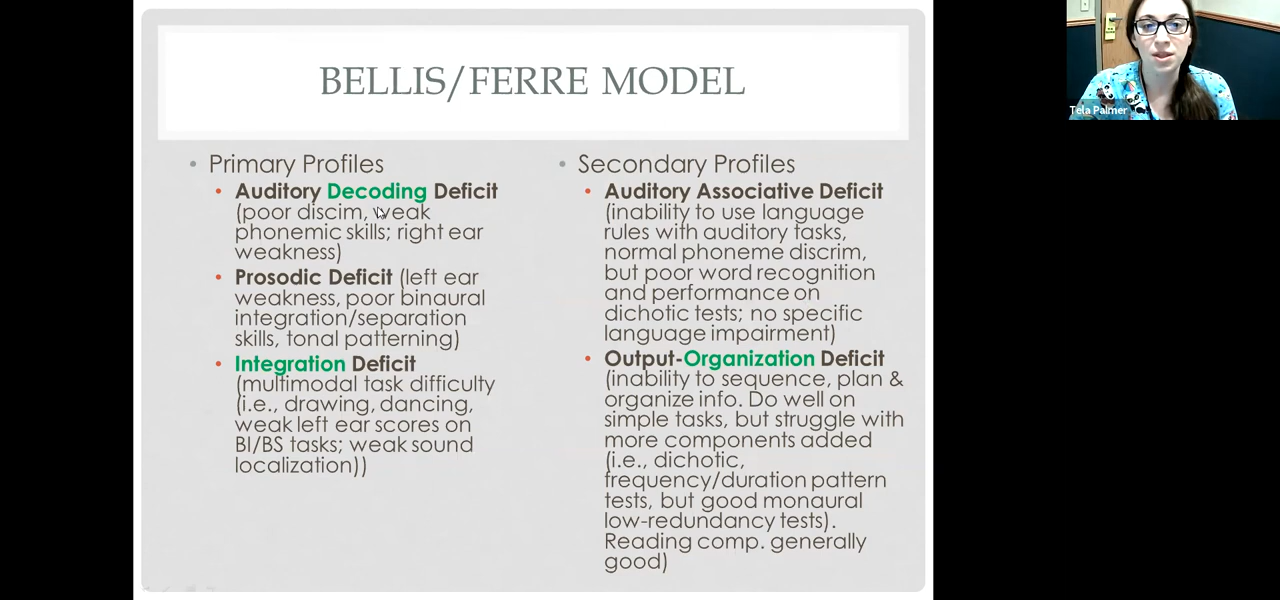 BELLIS/FERRE MODEL
• Primary Profiles
• Auditory Decoding Deficit
(poor discim, weak
phonemic skills; right ear
weakness)
• Prosodic Deficit (left ear
weakness, poor binaural
integration/separation
skills, tonal patterning)
• Integration Deficit
(multimodal task difficulty
(i.e., drawing, dancing,
weak left ear scores on
BI/BS tasks; weak sound
localization))
• Secondary Profiles
• Auditory Associative Deficit
(inability to use language
rules with auditory tasks,
normal phoneme discrim,
but poor word recognition
and performance on
dichotic tests; no specific
language impairment)
• Output-Organization Deficit
(inability to sequence, plan &
organize info. Do well on
simple tasks, but struggle with
more components added
(i.e., dichotic,
frequency/duration pattern
tests, but good monaural
low-redundancy tests).
Reading comp. generally
good)
Tela Palmer